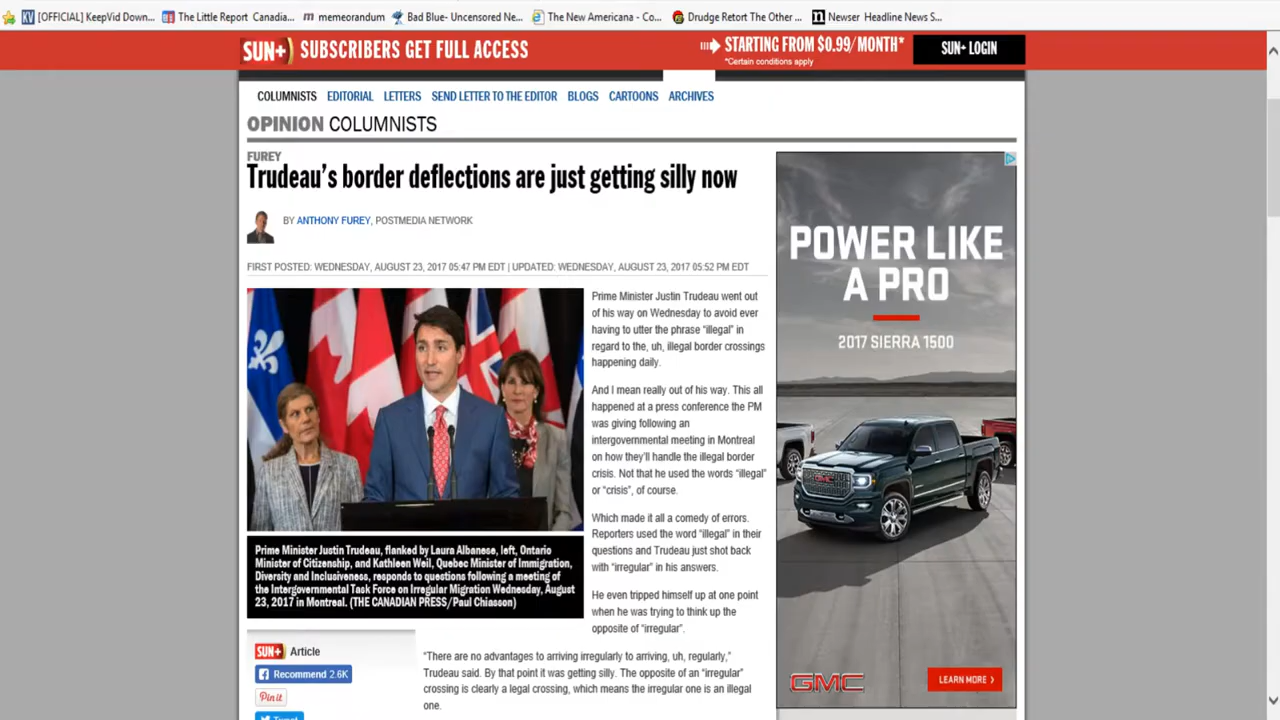 [OFFICIAL] KeepVid Down... The Little Report Canadia... memeorandum Bad Blue- Uncensored Ne... The New Americana - Co... Drudge Retort The Other ... Newser Headline News S...
SUN+ SUBSCRIBERS GET FULL ACCESS
STARTING FROM $0.99/MONTH*
*Certain conditions apply
SUN+ LOGIN
COLUMNISTS EDITORIAL LETTERS SEND LETTER TO THE EDITOR BLOGS CARTOONS ARCHIVES
OPINION COLUMNISTS
FUREY
Trudeau's border deflections are just getting silly now
BY ANTHONY FUREY, POSTMEDIA NETWORK
FIRST POSTED: WEDNESDAY, AUGUST 23, 2017 05:47 PM EDT | UPDATED: WEDNESDAY, AUGUST 23, 2017 05:52 PM EDT
Prime Minister Justin Trudeau, flanked by Laura Albanese, left, Ontario
Minister of Citizenship, and Kathleen Weil, Quebec Minister of Immigration,
Diversity and Inclusiveness, responds to questions following a meeting of
the Intergovernmental Task Force on Irregular Migration Wednesday, August
23, 2017 in Montreal. (THE CANADIAN PRESS/Paul Chiasson)
Prime Minister Justin Trudeau went out
of his way on Wednesday to avoid ever
having to utter the phrase “illegal” in
regard to the, uh, illegal border crossings
happening daily.
And I mean really out of his way. This all
happened at a press conference the PM
was giving following an
intergovernmental meeting in Montreal
on how they'll handle the illegal border
crisis. Not that he used the words “illegal”
or “crisis”, of course.
Which made it all a comedy of errors.
Reporters used the word “illegal” in their
questions and Trudeau just shot back
with “irregular” in his answers.
He even tripped himself up at one point
when he was trying to think up the
opposite of “irregular”.
“There are no advantages to arriving irregularly to arriving, uh, regularly,”
Trudeau said. By that point it was getting silly. The opposite of an “irregular”
crossing is clearly a legal crossing, which means the irregular one is an illegal
one.
SUN+ Article
Recommend 2.6K
Pin it
Tweet
POWER LIKE
A PRO
2017 SIERRA 1500
GMC
LEARN MORE >